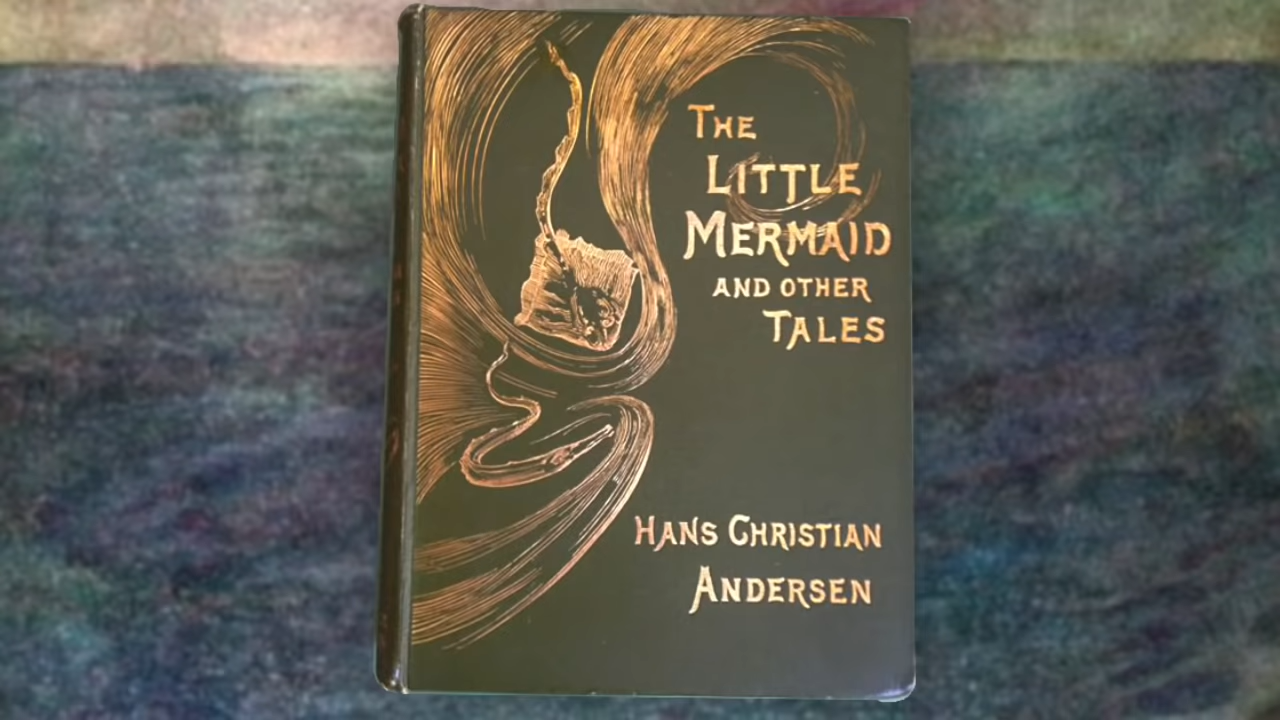 THE
LITTLE
MERMAID
AND OTHER
TALES
HANS CHRISTIAN
ANDERSEN